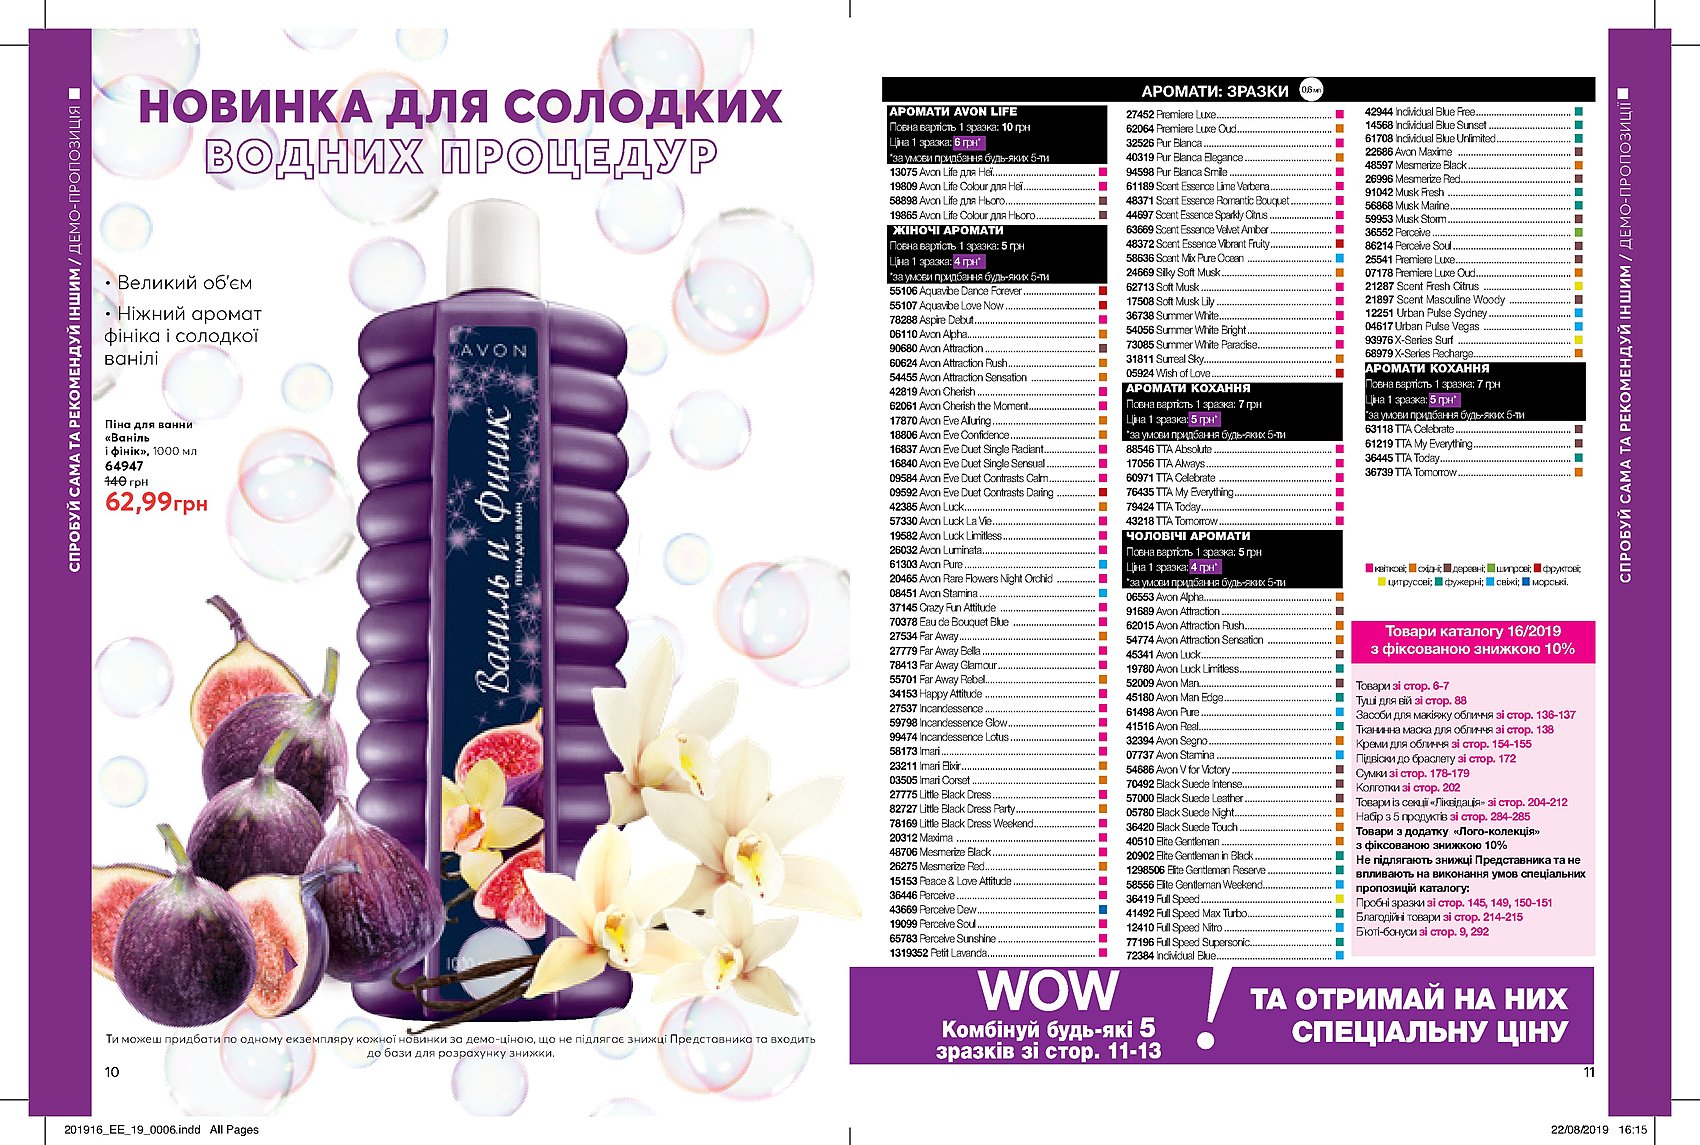 СПРОБУЙ САМА ТА РЕКОМЕНДУЙ ІНШИМ / ДЕМО-ПРОПОЗИЦІЯ
НОВИНКА ДЛЯ СОЛОДКИХ
ВОДНИХ ПРОЦЕДУР
• Великий об'єм
• Ніжний аромат
фініка і солодкої
ванілі
Піна для ванни
«Ваніль
і фінік», 1000 мл
64947
140 грн
62,99грн
AVON
Ваниль и Финик
ПЕНА ДЛЯ ВАНН
Ти можеш придбати по одному екземпляру кожної новинки за демо-ціною, що не підлягає знижці Представника та входить
до бази для розрахунку знижки.
10
АРОМАТИ: ЗРАЗКИ 0,6 мл
АРОМАТИ AVON LIFE
Повна вартість 1 зразка: 10 грн
Ціна 1 зразка: 6 грн*
*за умови придбання будь-яких 5-ти
13075 Avon Life для Неї
19809 Avon Life Colour для Неї
58898 Avon Life для Нього
19865 Avon Life Colour для Нього
ЖІНОЧІ АРОМАТИ
Повна вартість 1 зразка: 5 грн
Ціна 1 зразка: 4 грн*
*за умови придбання будь-яких 5-ти
55106 Aquavibe Dance Forever
55107 Aquavibe Love Now
78288 Aspire Debut
06110 Avon Alpha
90680 Avon Attraction
60624 Avon Attraction Rush
54455 Avon Attraction Sensation
42819 Avon Cherish
62061 Avon Cherish the Moment
17870 Avon Eve Alluring
18806 Avon Eve Confidence
16837 Avon Eve Duet Single Radiant
16840 Avon Eve Duet Single Sensual
09584 Avon Eve Duet Contrasts Calm
09592 Avon Eve Duet Contrasts Daring
42385 Avon Luck
57330 Avon Luck La Vie
19582 Avon Luck Limitless
26032 Avon Luminata
61303 Avon Pure
20465 Avon Rare Flowers Night Orchid
08451 Avon Stamina
37145 Crazy Fun Attitude
70378 Eau de Bouquet Blue
27534 Far Away
27779 Far Away Bella
78413 Far Away Glamour
55701 Far Away Rebel
34153 Happy Attitude
27537 Incandessence
59798 Incandessence Glow
99474 Incandessence Lotus
58173 Imari
23211 Imari Elixir
03505 Imari Corset
27775 Little Black Dress
82727 Little Black Dress Party
78169 Little Black Dress Weekend
20312 Maxima
48706 Mesmerize Black
26275 Mesmerize Red
15153 Peace & Love Attitude
36446 Perceive
43669 Perceive Dew
19099 Perceive Soul
65783 Perceive Sunshine
1319352 Petit Lavanda
27452 Premiere Luxe
62064 Premiere Luxe Oud
32526 Pur Blanca
40319 Pur Blanca Elegance
94598 Pur Blanca Smile
61189 Scent Essence Lime Verbena
48371 Scent Essence Romantic Bouquet
44697 Scent Essence Sparkly Citrus
63669 Scent Essence Velvet Amber
48372 Scent Essence Vibrant Fruity
58636 Scent Mix Pure Ocean
24669 Silky Soft Musk
62713 Soft Musk
17508 Soft Musk Lily
36738 Summer White
54056 Summer White Bright
73085 Summer White Paradise
31811 Surreal Sky
05924 Wish of Love
АРОМАТИ КОХАННЯ
Повна вартість 1 зразка: 7 грн
Ціна 1 зразка: 5 грн*
*за умови придбання будь-яких 5-ти
88546 TTA Absolute
17056 TTA Always
60971 TTA Celebrate
76435 TTA My Everything
79424 TTA Today
43218 TTA Tomorrow
ЧОЛОВІЧІ АРОМАТИ
Повна вартість 1 зразка: 5 грн
Ціна 1 зразка: 4 грн*
*за умови придбання будь-яких 5-ти
06553 Avon Alpha
91689 Avon Attraction
62015 Avon Attraction Rush
54774 Avon Attraction Sensation
45341 Avon Luck
19780 Avon Luck Limitless
52009 Avon Man
45180 Avon Man Edge
61498 Avon Pure
41516 Avon Real
32394 Avon Segno
07737 Avon Stamina
54686 Avon V for Victory
70492 Black Suede Intense
57000 Black Suede Leather
05780 Black Suede Night
36420 Black Suede Touch
40510 Elite Gentleman
20902 Elite Gentleman in Black
1298506 Elite Gentleman Reserve
58556 Elite Gentleman Weekend
36419 Full Speed
41492 Full Speed Max Turbo
12410 Full Speed Nitro
77196 Full Speed Supersonic
72384 Individual Blue
42944 Individual Blue Free
14568 Individual Blue Sunset
61708 Individual Blue Unlimited
22686 Avon Maxime
48597 Mesmerize Black
26996 Mesmerize Red
91042 Musk Fresh
56868 Musk Marine
59953 Musk Storm
36552 Perceive
86214 Perceive Soul
25541 Premiere Luxe
07178 Premiere Luxe Oud
21287 Scent Fresh Citrus
21897 Scent Masculine Woody
12251 Urban Pulse Sydney
04617 Urban Pulse Vegas
93976 X-Series Surf
68979 X-Series Recharge
АРОМАТИ КОХАННЯ
Повна вартість 1 зразка: 7 грн
Ціна 1 зразка: 5 грн*
*за умови придбання будь-яких 5-ти
63118 TTA Celebrate
61219 TTA My Everything
36445 TTA Today
36739 TTA Tomorrow
квіткові; східні; деревні; шипрові; фруктові;
цитрусові; фужерні; свіжі; морські.
Товари каталогу 16/2019
з фіксованою знижкою 10%
Товари зі стор. 6-7
Туші для вій зі стор. 88
Засоби для макіяжу обличчя зі стор. 136-137
Тканинна маска для обличчя зі стор. 138
Креми для обличчя зі стор. 154-155
Підвіски до браслету зі стор. 172
Сумки зі стор. 178-179
Колготки зі стор. 202
Товари із секції «Ліквідація» зі стор. 204-212
Набір з 5 продуктів зі стор. 284-285
Товари з додатку «Лого-колекція»
з фіксованою знижкою 10%
Не підлягають знижці Представника та не
впливають на виконання умов спеціальних
пропозицій каталогу:
Пробні зразки зі стор. 145, 149, 150-151
Благодійні товари зі стор. 214-215
Б'юті-бонуси зі стор. 9, 292
WOW
Комбінуй будь-які 5
зразків зі стор. 11-13
!
ТА ОТРИМАЙ НА НИХ
СПЕЦІАЛЬНУ ЦІНУ
11
СПРОБУЙ САМА ТА РЕКОМЕНДУЙ ІНШИМ / ДЕМО-ПРОПОЗИЦІЇ
201916_EE_19_0006.indd All Pages
22/08/2019 16:15